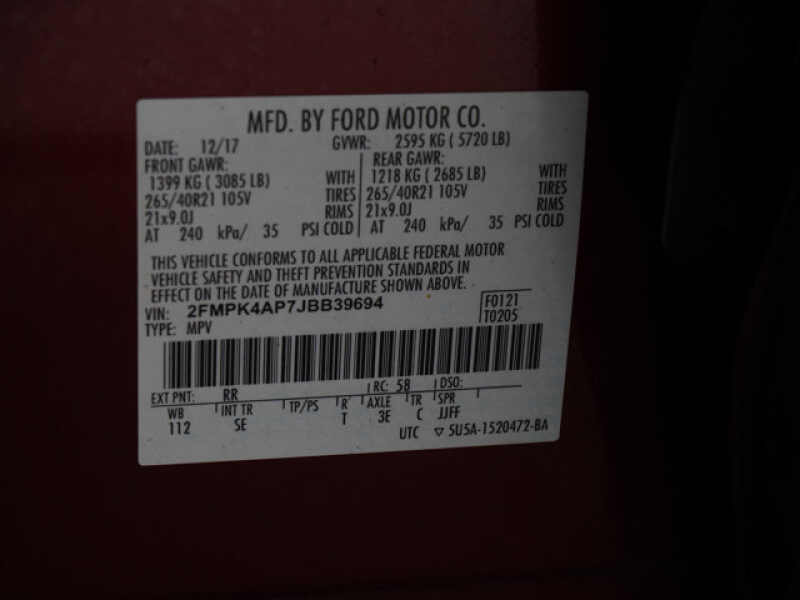 MFD. BY FORD MOTOR CO.
DATE: 12/17 GVWR: 2595 KG ( 5720 LB)
FRONT GAWR: REAR GAWR:
1399 KG ( 3085 LB) WITH 1218 KG ( 2685 LB) WITH
265/40R21 105V TIRES 265/40R21 105V TIRES
21x9.0J RIMS 21x9.0J RIMS
AT 240 kPa/ 35 PSI COLD AT 240 kPa/ 35 PSI COLD
THIS VEHICLE CONFORMS TO ALL APPLICABLE FEDERAL MOTOR
VEHICLE SAFETY AND THEFT PREVENTION STANDARDS IN
EFFECT ON THE DATE OF MANUFACTURE SHOWN ABOVE.
VIN: 2FMPK4AP7JBB39694 F0121
TYPE: MPV T0205
EXT PNT: RR RC: 58 DSO:
WB INT TR TP/PS R AXLE TR SPR
112 SE T 3E C JJFF
UTC ▽ 5U5A-1520472-BA